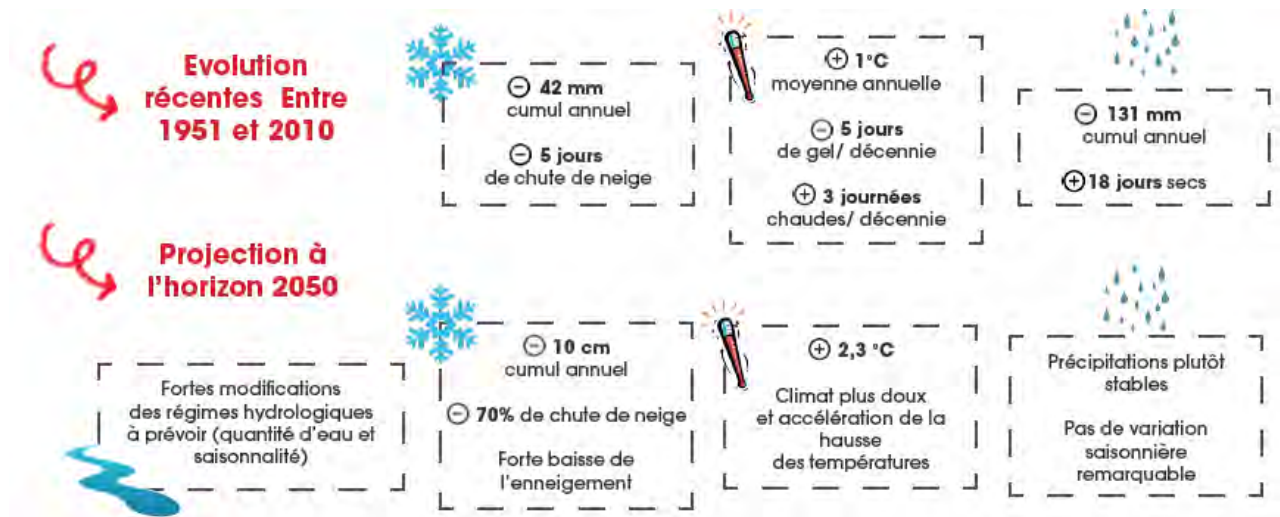 Evolution
récentes Entre
1951 et 2010
⊖ 42 mm
cumul annuel
⊖ 5 jours
de chute de neige
⊕ 1°C
moyenne annuelle
⊖ 5 jours
de gel/ décennie
⊕ 3 journées
chaudes/ décennie
⊖ 131 mm
cumul annuel
⊕ 18 jours secs
Projection à
l'horizon 2050
Fortes modifications
des régimes hydrologiques
à prévoir (quantité d'eau et
saisonnalité)
⊖ 10 cm
cumul annuel
⊖ 70% de chute de neige
Forte baisse de
l'enneigement
⊕ 2,3 °C
Climat plus doux
et accélération de la
hausse
des températures
Précipitations plutôt
stables
Pas de variation
saisonnière
remarquable